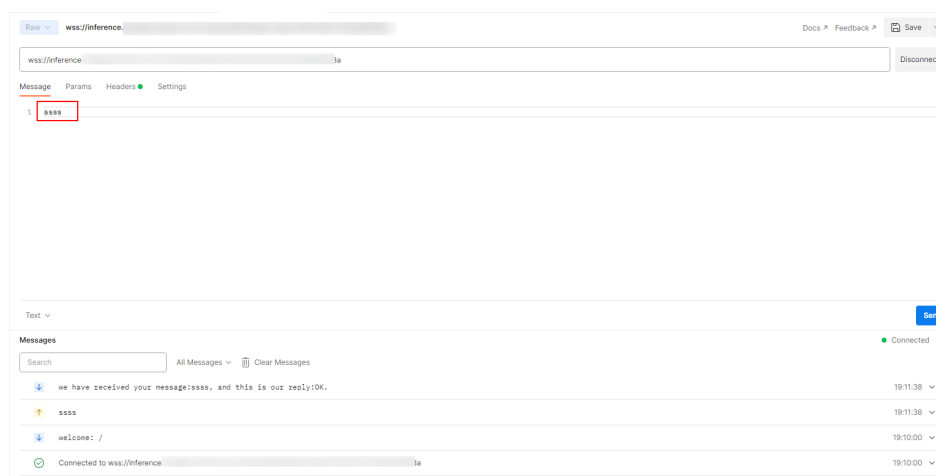 Raw wss://inference. Docs Feedback Save
wss://inference a Disconnec
Message Params Headers Settings
1 ssss
Text Sen
Messages Connected
Search All Messages Clear Messages
we have received your message:ssss, and this is our reply:OK. 19:11:38
ssss 19:11:38
welcome: / 19:10:00
Connected to wss://inference a 19:10:00